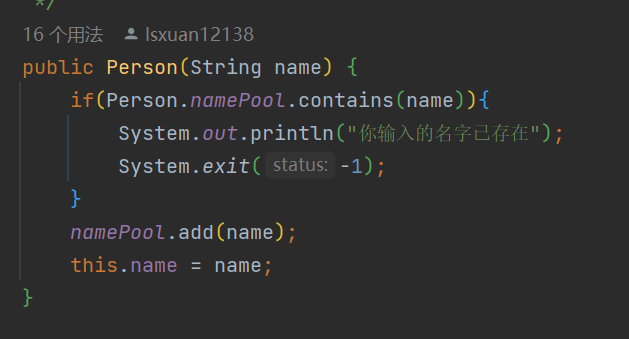 */
16 个用法 lsxuan12138
public Person(String name) {
if(Person.namePool.contains(name)){
System.out.println("你输入的名字已存在");
System.exit( status: -1);
}
namePool.add(name);
this.name = name;
}